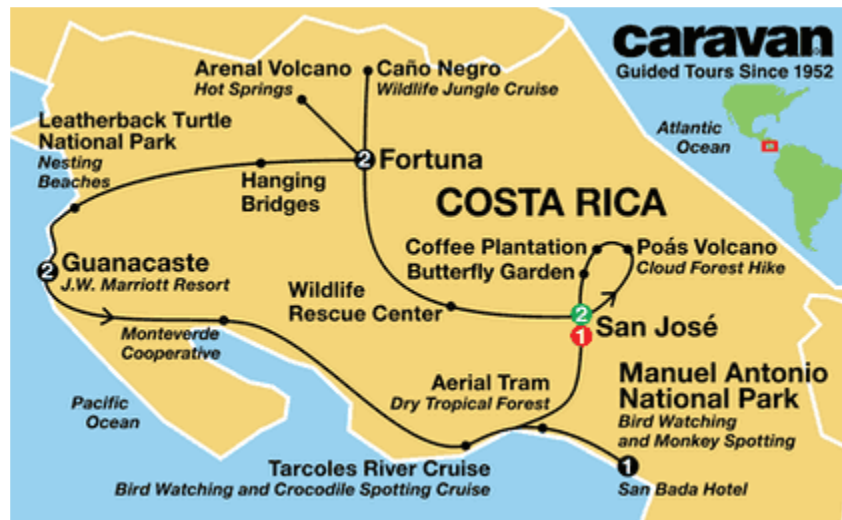 caravan
Guided Tours Since 1952
Arenal Volcano
Hot Springs
Caño Negro
Wildlife Jungle Cruise
Atlantic
Ocean
Leatherback Turtle
National Park
Nesting
Beaches
2
Fortuna
Hanging
Bridges
COSTA RICA
Coffee Plantation
Poás Volcano
Cloud Forest Hike
Butterfly Garden
2
Guanacaste
J.W. Marriott Resort
Wildlife
Rescue Center
2
1
San José
Monteverde
Cooperative
Aerial Tram
Dry Tropical Forest
Manuel Antonio
National Park
Bird Watching
and Monkey Spotting
Pacific
Ocean
Tarcoles River Cruise
Bird Watching and Crocodile Spotting Cruise
1
San Bada Hotel